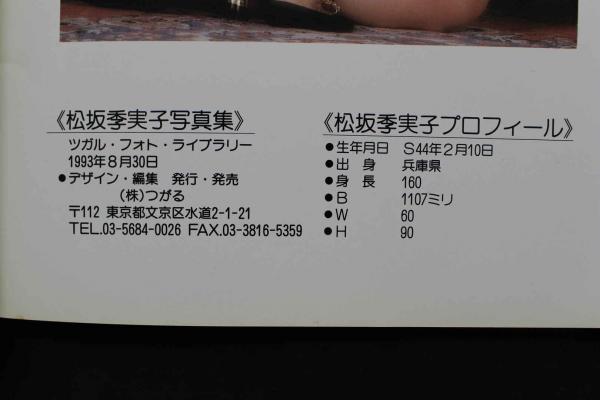 《松坂季実子写真集》
ツガル・フォト・ライブラリー
1993年8月30日
●デザイン・編集 発行・発売
(株)つがる
〒112 東京都文京区水道2-1-21
TEL.03-5684-0026 FAX.03-3816-5359
《松坂季実子プロフィール》
●生年月日 S44年2月10日
●出 身 兵庫県
●身 長 160
●B 1107ミリ
●W 60
●H 90